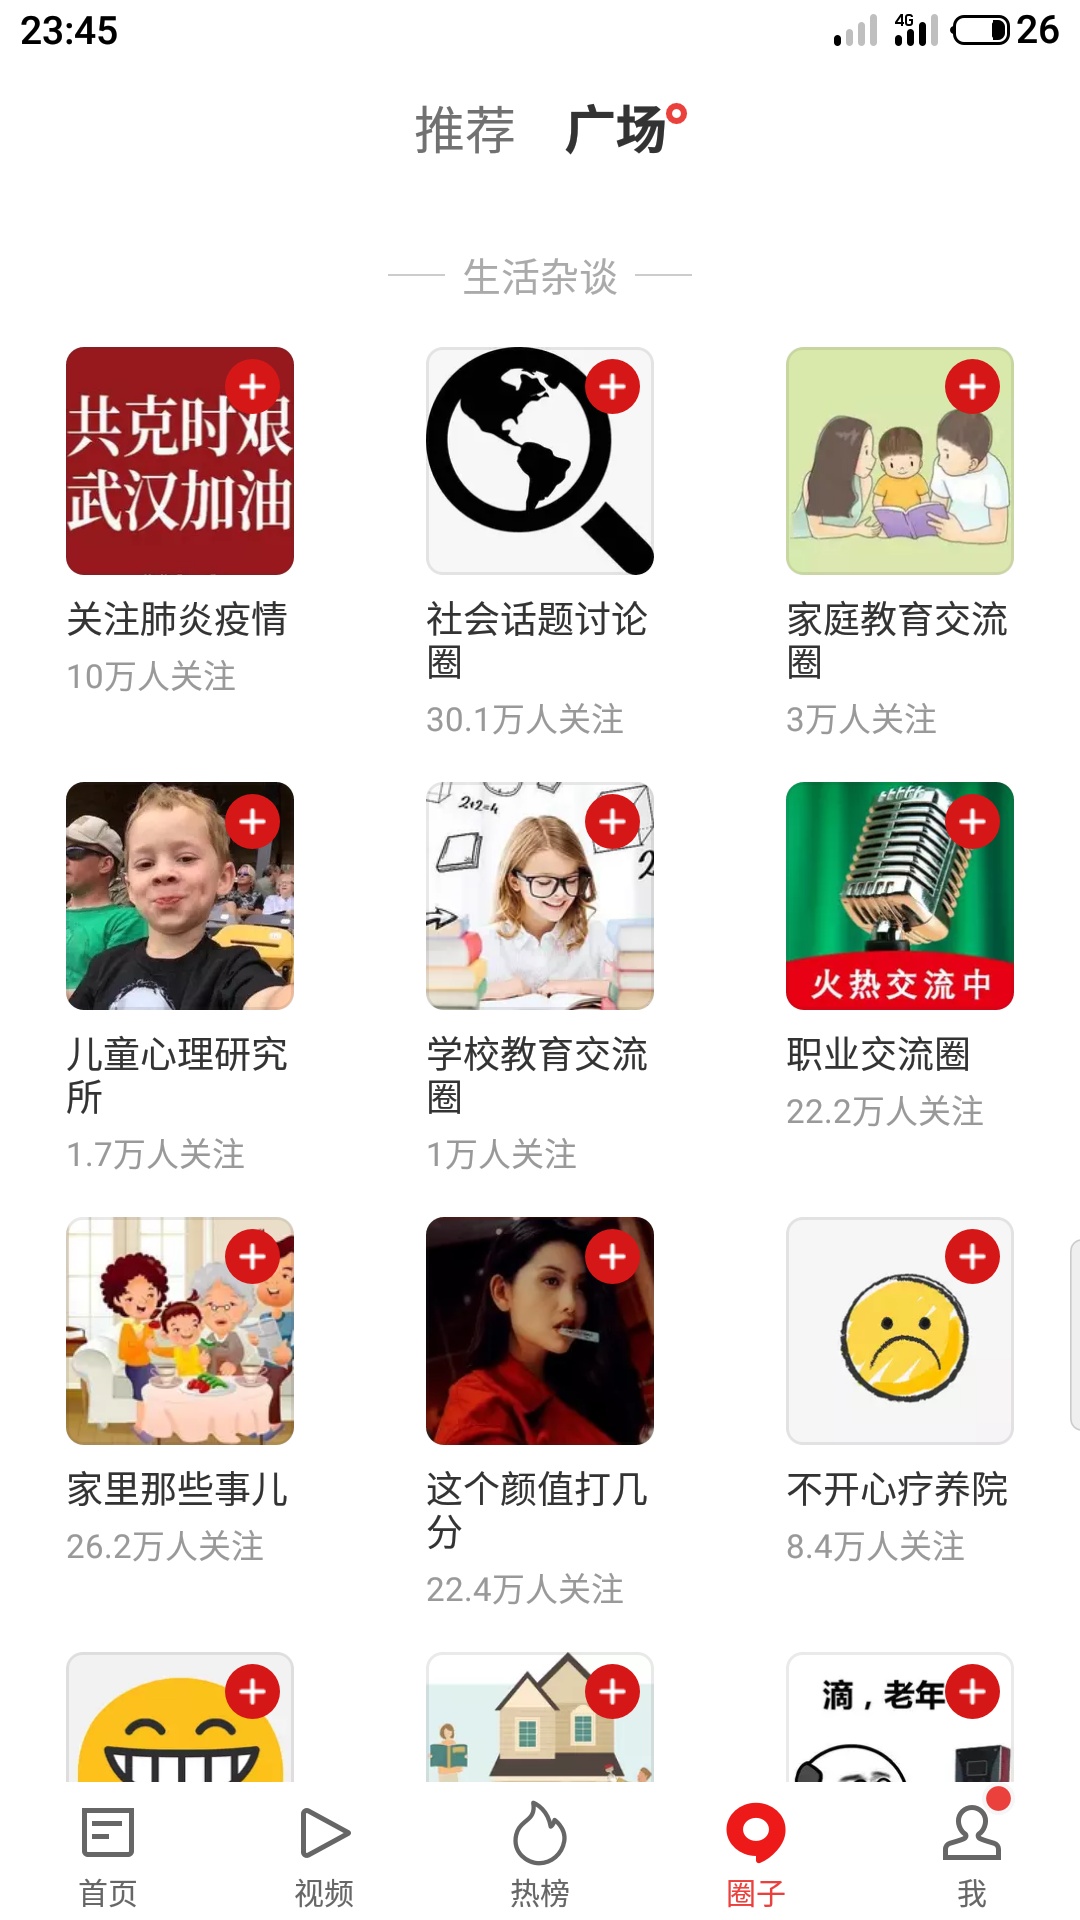 23:45
4G
26
推荐
广场
生活杂谈
共克时艰
武汉加油
关注肺炎疫情
10万人关注
社会话题讨论
圈
30.1万人关注
家庭教育交流
圈
3万人关注
儿童心理研究
所
1.7万人关注
2+2=4
2
学校教育交流
圈
1万人关注
火热交流中
职业交流圈
22.2万人关注
家里那些事儿
26.2万人关注
这个颜值打几
分
22.4万人关注
不开心疗养院
8.4万人关注
滴，老年
首页
视频
热榜
圈子
我